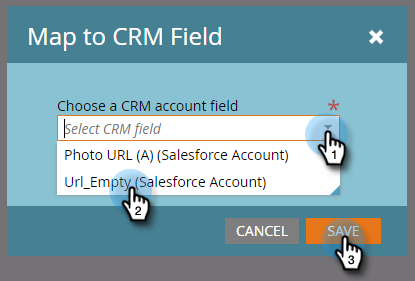 Map to CRM Field
Choose a CRM account field *
Select CRM field
1
Photo URL (A) (Salesforce Account)
Url_Empty (Salesforce Account)
2
CANCEL SAVE
3